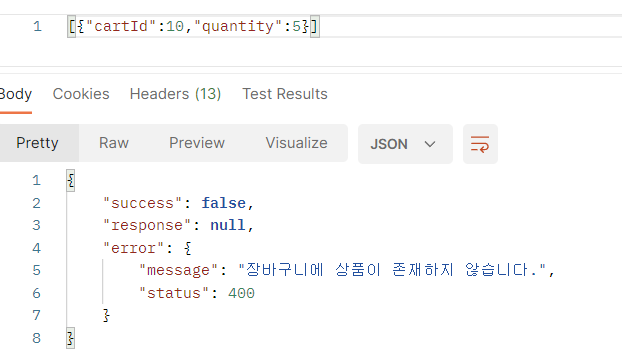 1 [{"cartId":10,"quantity":5}]
Body Cookies Headers (13) Test Results
Pretty Raw Preview Visualize JSON
1 {
2 "success": false,
3 "response": null,
4 "error": {
5 "message": "장바구니에 상품이 존재하지 않습니다.",
6 "status": 400
7 }
8 }